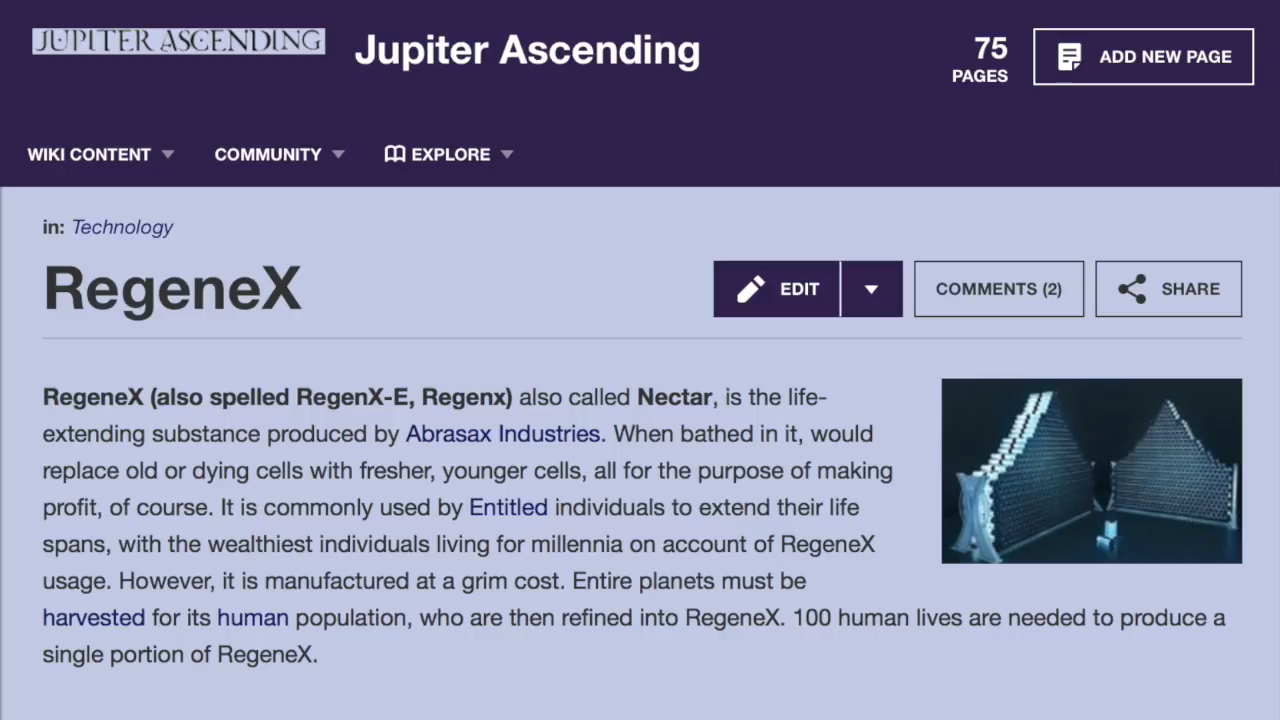 JUPITER ASCENDING
Jupiter Ascending
75
PAGES
ADD NEW PAGE
WIKI CONTENT
COMMUNITY
EXPLORE
in: Technology
RegeneX
EDIT
COMMENTS (2)
SHARE
RegeneX (also spelled RegenX-E, Regenx) also called Nectar, is the life-
extending substance produced by Abrasax Industries. When bathed in it, would
replace old or dying cells with fresher, younger cells, all for the purpose of making
profit, of course. It is commonly used by Entitled individuals to extend their life
spans, with the wealthiest individuals living for millennia on account of RegeneX
usage. However, it is manufactured at a grim cost. Entire planets must be
harvested for its human population, who are then refined into RegeneX. 100 human lives are needed to produce a
single portion of RegeneX.